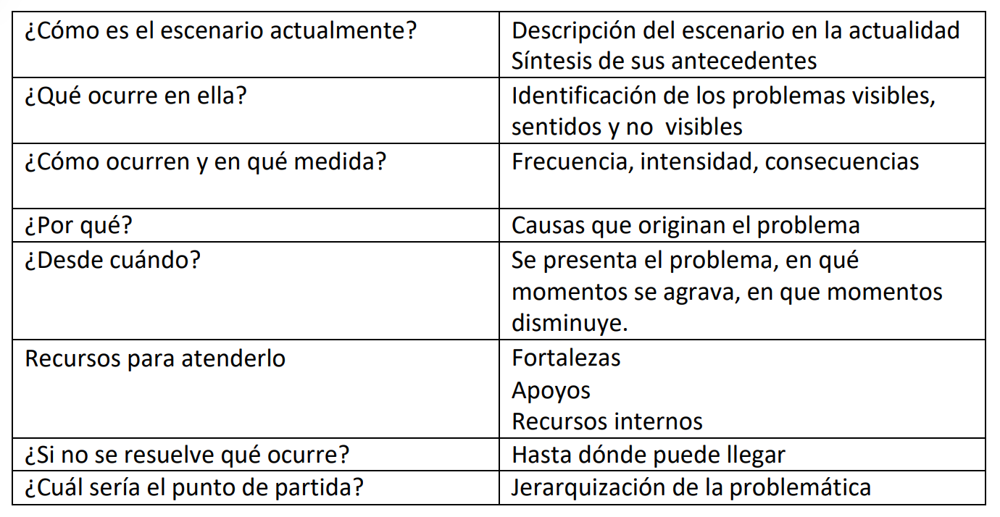 ¿Cómo es el escenario actualmente?
Descripción del escenario en la actualidad
Síntesis de sus antecedentes
¿Qué ocurre en ella?
Identificación de los problemas visibles,
sentidos y no  visibles
¿Cómo ocurren y en qué medida?
Frecuencia, intensidad, consecuencias
¿Por qué?
Causas que originan el problema
¿Desde cuándo?
Se presenta el problema, en qué
momentos se agrava, en que momentos
disminuye.
Recursos para atenderlo
Fortalezas
Apoyos
Recursos internos
¿Si no se resuelve qué ocurre?
Hasta dónde puede llegar
¿Cuál sería el punto de partida?
Jerarquización de la problemática